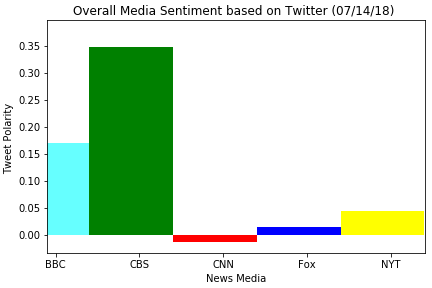 Overall Media Sentiment based on Twitter (07/14/18)
0.35
0.30
0.25
0.20
0.15
0.10
0.05
0.00
Tweet Polarity
BBC CBS CNN Fox NYT
News Media